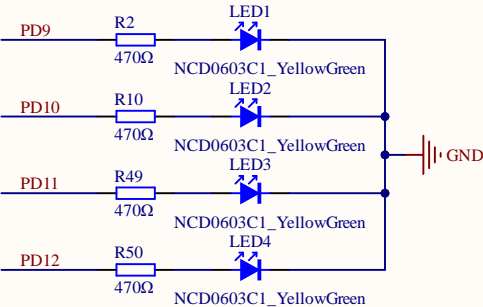 LED1
PD9
R2
470Ω
NCD0603C1_YellowGreen
LED2
PD10
R10
470Ω
NCD0603C1_YellowGreen
GND
LED3
PD11
R49
470Ω
NCD0603C1_YellowGreen
LED4
PD12
R50
470Ω
NCD0603C1_YellowGreen